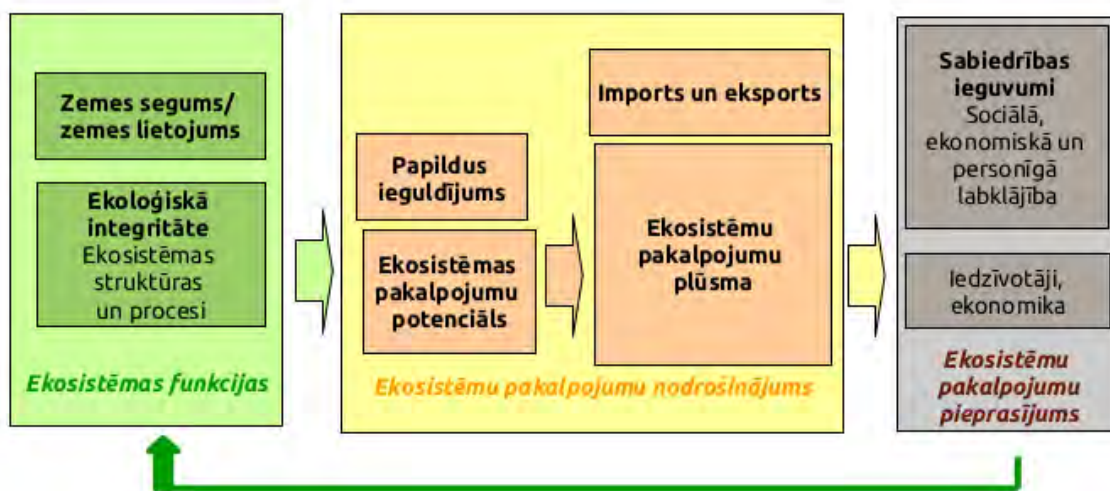 Zemes segums/
zemes lietojums
Ekoloģiskā
integritāte
Ekosistēmas
struktūras
un procesi
Ekosistēmas funkcijas
Papildus
ieguldījums
Ekosistēmas
pakalpojumu
potenciāls
Imports un eksports
Ekosistēmu
pakalpojumu
plūsma
Ekosistēmu pakalpojumu nodrošinājums
Sabiedrības
ieguvumi
Sociālā,
ekonomiskā un
personīgā
labklājība
Iedzīvotāji,
ekonomika
Ekosistēmu
pakalpojumu
pieprasījums